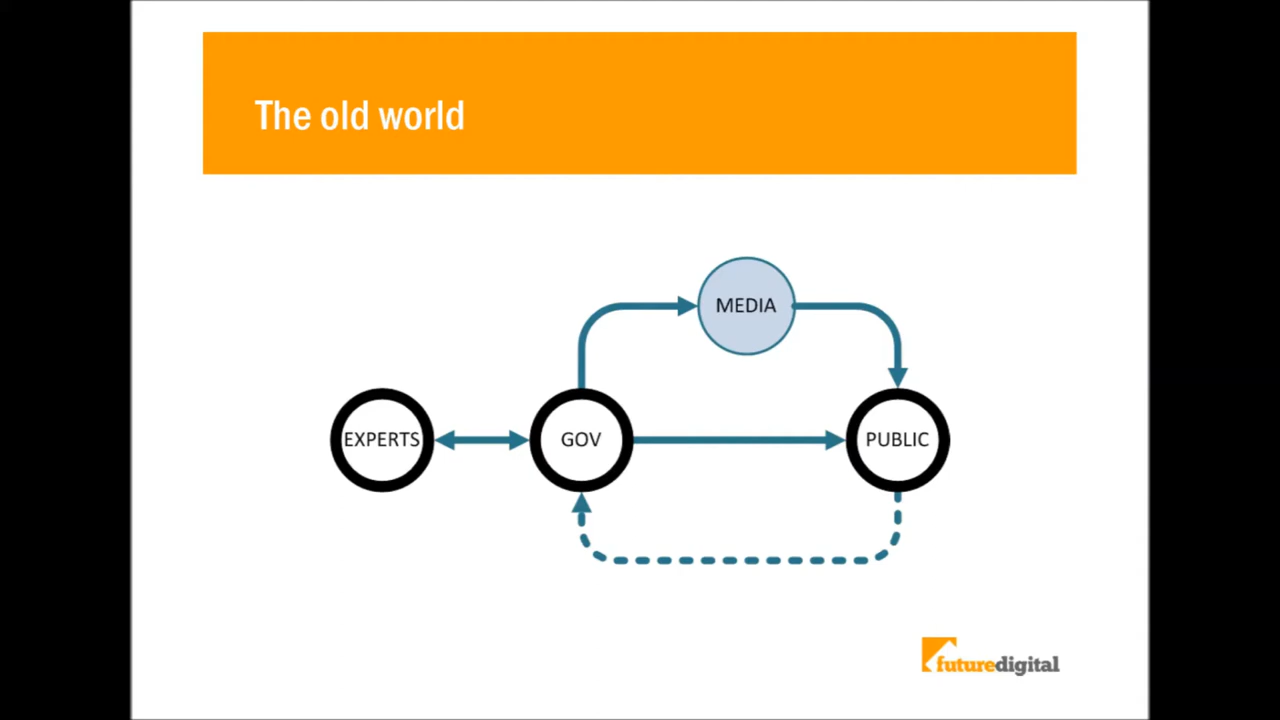 The old world
MEDIA
EXPERTS
GOV
PUBLIC
futuredigital